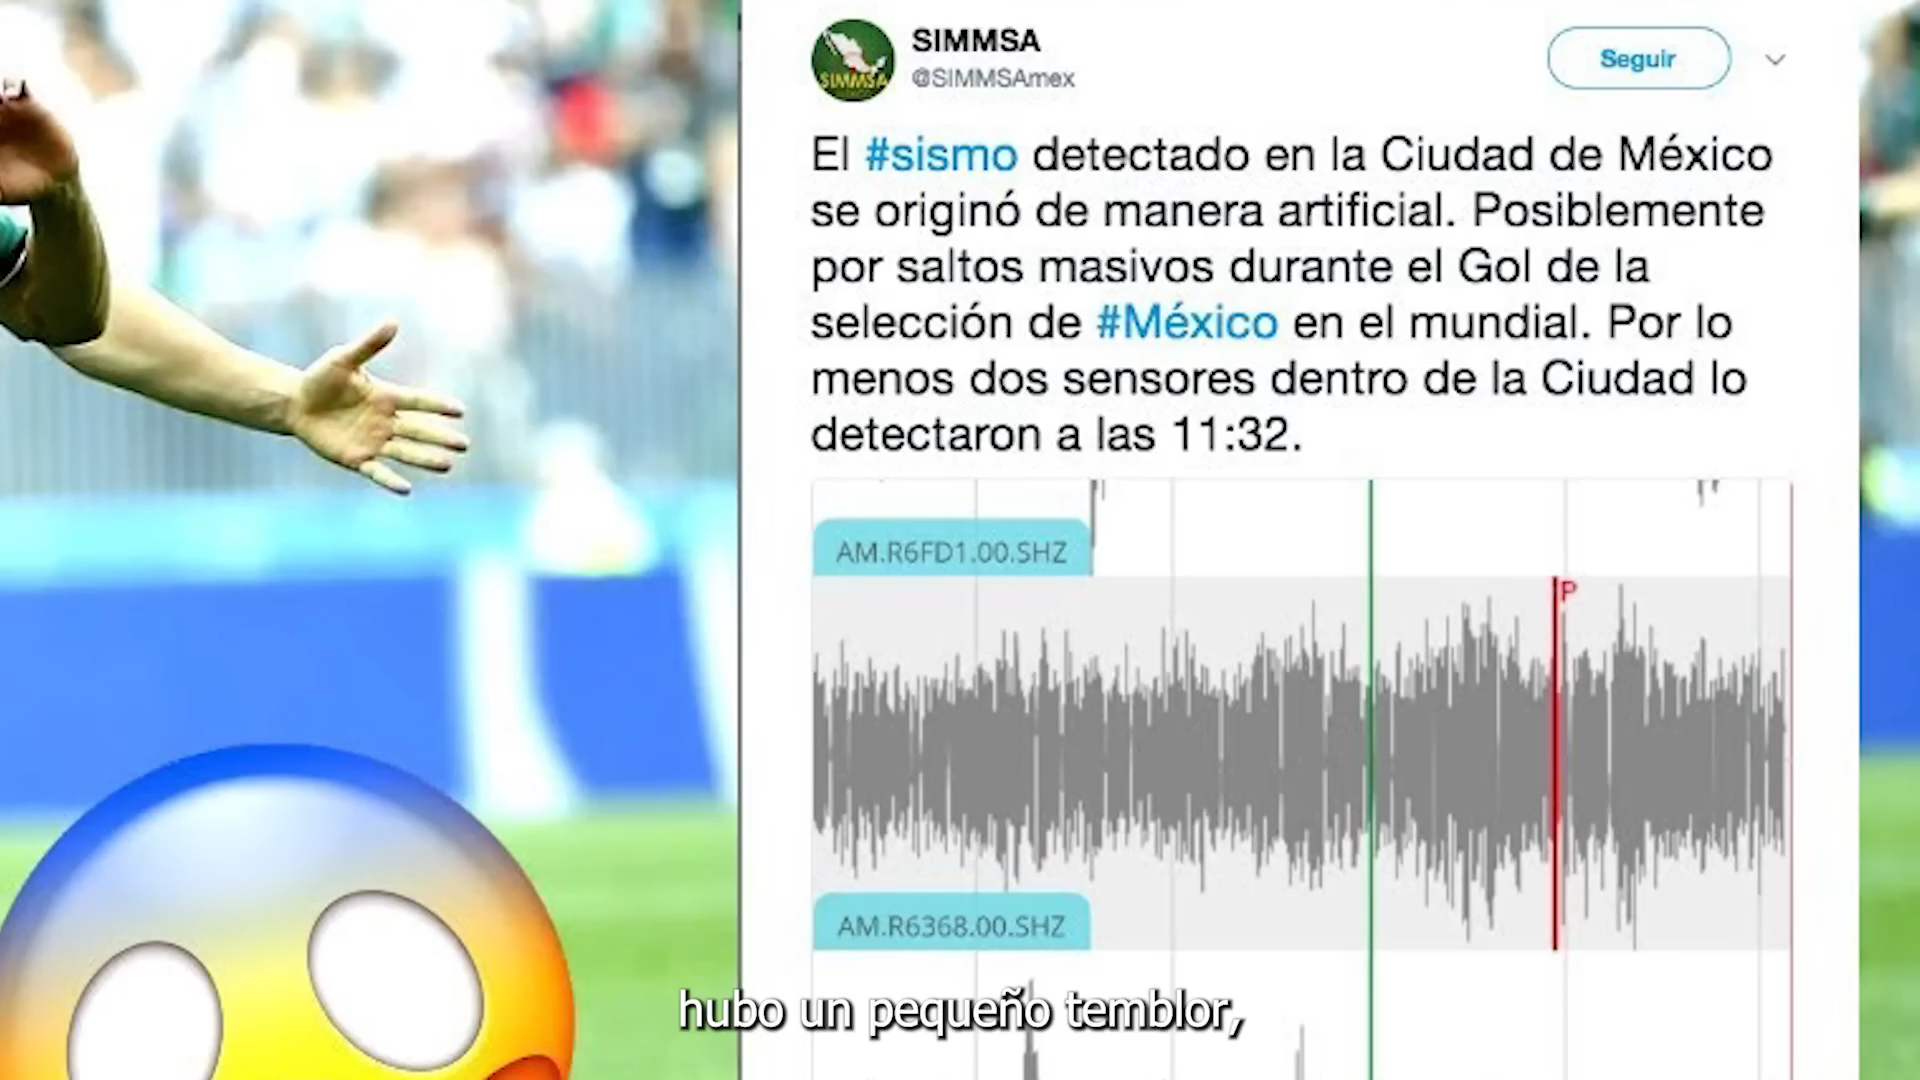 SIMMSA
@SIMMSAmex
Seguir
SIMMSA
El #sismo detectado en la Ciudad de México
se originó de manera artificial. Posiblemente
por saltos masivos durante el Gol de la
selección de #México en el mundial. Por lo
menos dos sensores dentro de la Ciudad lo
detectaron a las 11:32.
AM.R6FD1.00.SHZ
P
AM.R6368.00.SHZ
hubo un pequeño temblor,